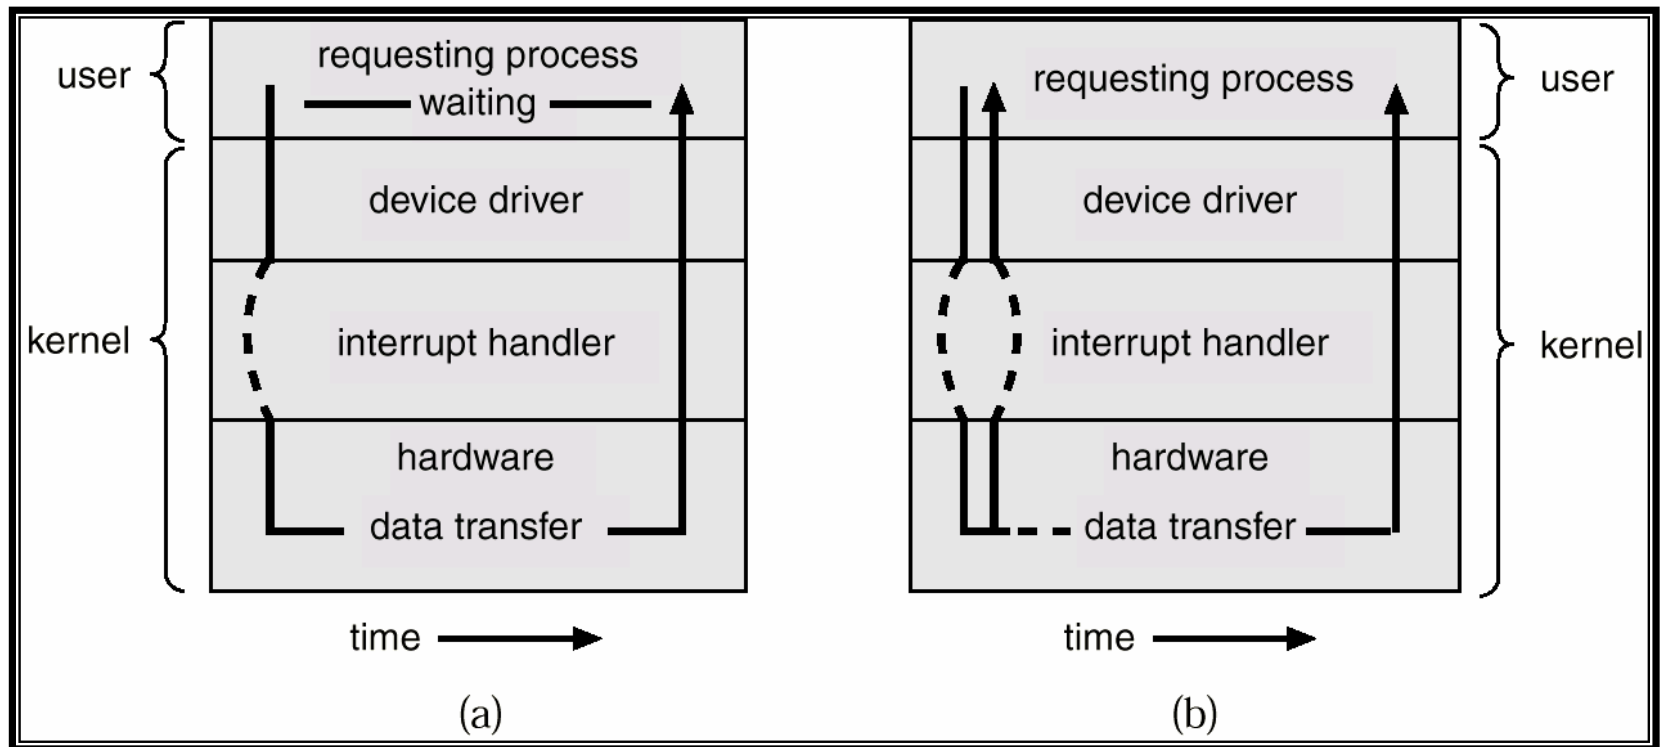 user
requesting process
waiting
device driver
kernel
interrupt handler
hardware
data transfer
time
(a)
requesting process
user
device driver
interrupt handler
kernel
hardware
data transfer
time
(b)